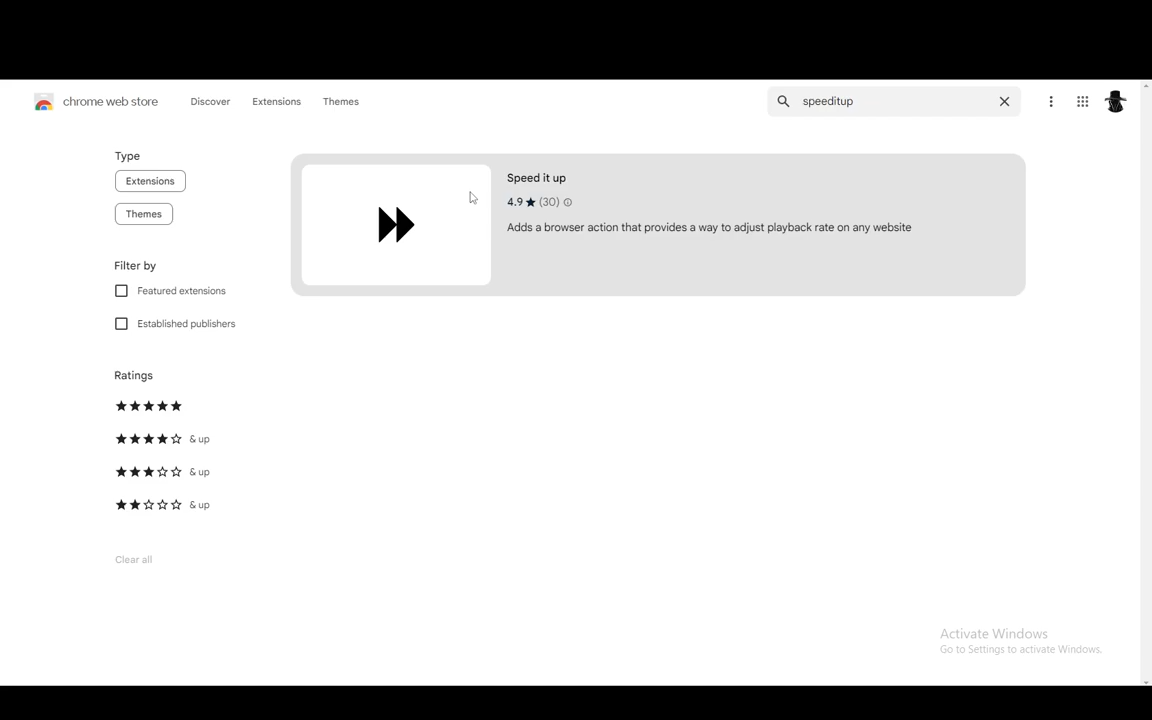 chrome web store
Discover
Extensions
Themes
speeditup
Type
Extensions
Themes
Filter by
Featured extensions
Established publishers
Ratings
& up
& up
& up
Clear all
Speed it up
4.9 ★ (30)
Adds a browser action that provides a way to adjust playback rate on any website
Activate Windows
Go to Settings to activate Windows.